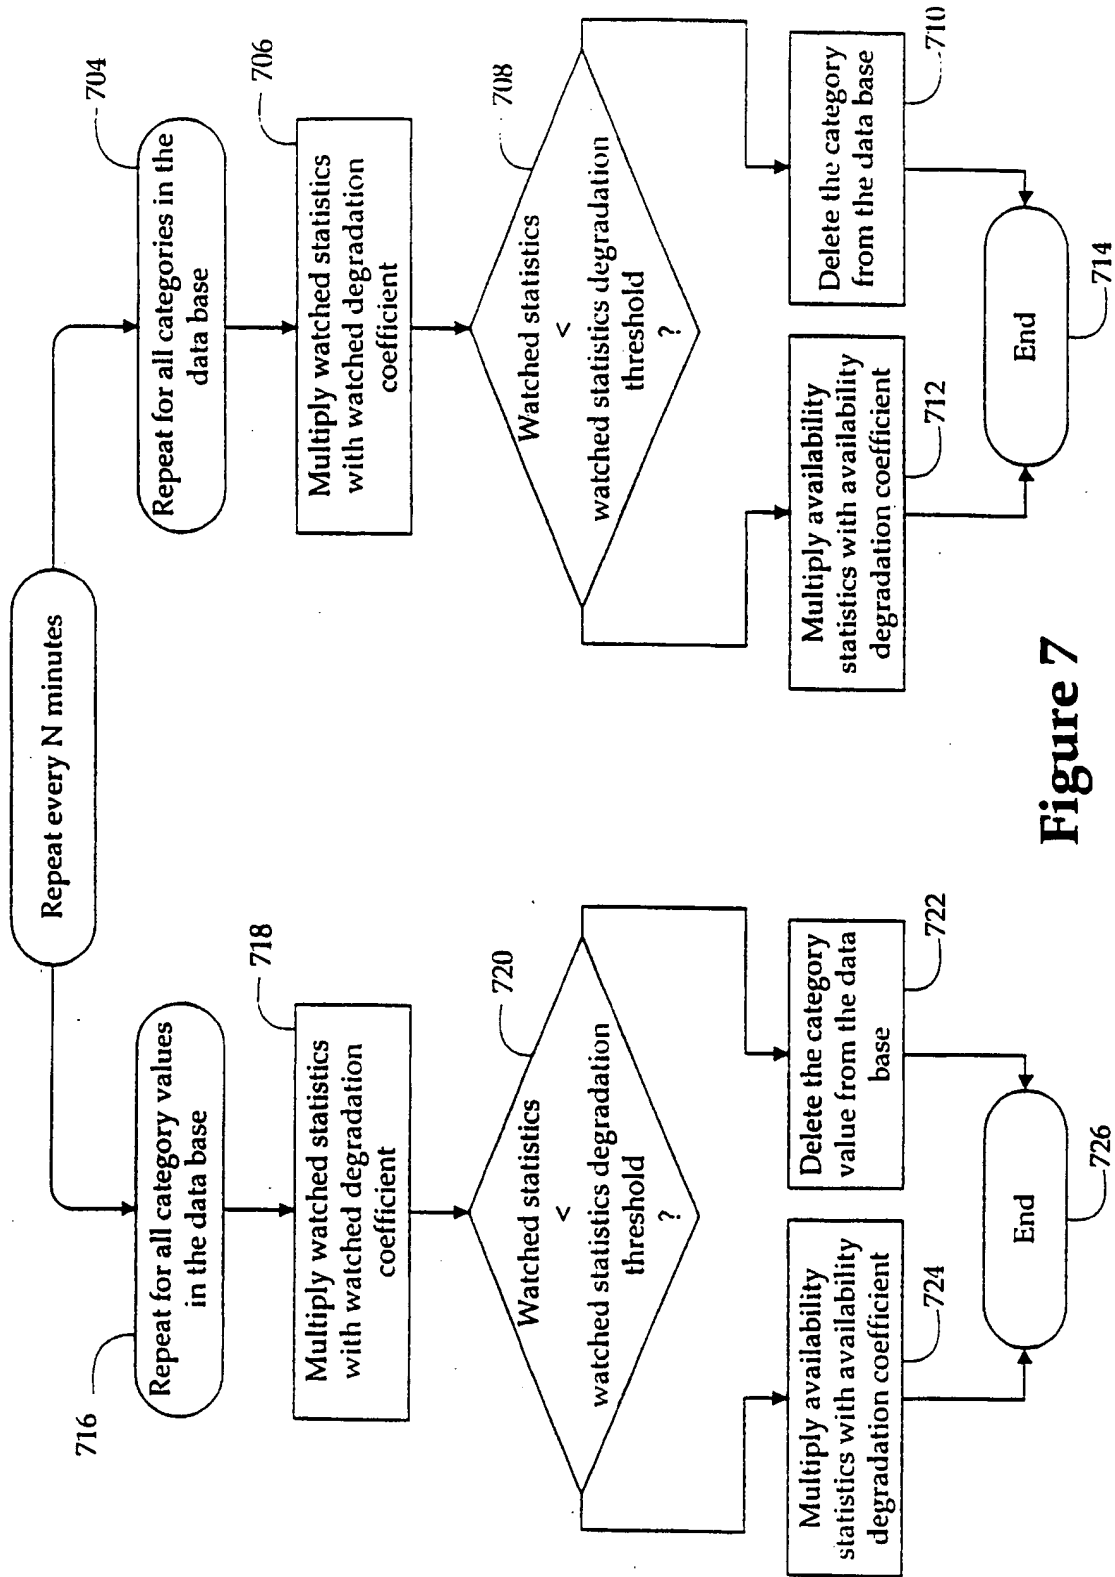 Repeat every N minutes
716
Repeat for all category values
in the data base
718
Multiply watched statistics
with watched degradation
coefficient
720
Watched statistics
<
watched statistics degradation
threshold
?
Multiply availability
statistics with availability
degradation coefficient
724
Delete the category
value from the data
base
722
End
726
704
Repeat for all categories in the
data base
706
Multiply watched statistics
with watched degradation
coefficient
708
Watched statistics
<
watched statistics degradation
threshold
?
Multiply availability
statistics with availability
degradation coefficient
712
Delete the category
from the data base
710
End
714
Figure 7